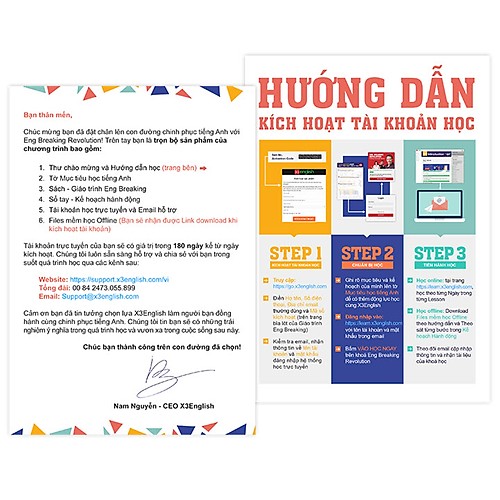 Bạn thân mến,
Chúc mừng bạn đã đặt chân lên con đường chinh phục tiếng Anh với
Eng Breaking Revolution! Trên tay bạn là trọn bộ sản phẩm của
chương trình bao gồm:
1. Thư chào mừng và Hướng dẫn học (trang bên)
2. Tờ Mục tiêu học tiếng Anh
3. Sách - Giáo trình Eng Breaking
4. Sổ tay - Kế hoạch hành động
5. Tài khoản học trực tuyến và Email hỗ trợ
6. Files mềm học Offline (Bạn sẽ nhận được Link download khi
kích hoạt tài khoản)
Tài khoản trực tuyến của bạn sẽ có giá trị trong 180 ngày kể từ ngày
kích hoạt. Chúng tôi luôn sẵn sàng hỗ trợ và chia sẻ với bạn trong
suốt quá trình học qua các kênh sau:
Website: https://support.x3english.com/vi
Tổng đài: 00 84 2473.055.899
Email: Support@x3english.com
Cảm ơn bạn đã tin tưởng chọn lựa X3English làm người bạn đồng
hành cùng chinh phục tiếng Anh. Chúng tôi tin bạn sẽ có những trải
nghiệm ý nghĩa trong quá trình học và vươn xa trong cuộc sống sau này.
Chúc bạn thành công trên con đường đã chọn!
Nam Nguyễn - CEO X3English
HƯỚNG DẪN
KÍCH HOẠT TÀI KHOẢN HỌC
STEP 1
KÍCH HOẠT TÀI KHOẢN HỌC
Truy cập:
https://go.x3english.com
Điền Họ tên, Số điện
thoại, Địa chỉ email
thường dùng và Mã số
kích hoạt (trên trang
bìa lót của Giáo trình
Eng Breaking)
Kiểm tra email, nhận
thông tin về tên tài
khoản và mật khẩu
đăng nhập hệ thống
học trực tuyến
STEP 2
CHUẨN BỊ HỌC
Ghi rõ mục tiêu và kế
hoạch của mình lên tờ
Mục tiêu học tiếng Anh
để có thêm động lực học
Đăng nhập vào:
https://learn.x3english.com
với tên tài khoản và mật
khẩu trong email
Bấm VÀO HỌC NGAY
trên khoá Eng Breaking
Revolution
STEP 3
TIẾN HÀNH HỌC
Học online: tại trang
learn.x3english.com,
học theo từng Ngày trong
từng Lesson
Học offline: Download
Files mềm học Offline
theo hướng dẫn và Theo
sát từng bước trong Kế
hoạch Hành động
Theo dõi email cập nhập
thông tin và nhận tài liệu
của khoá học